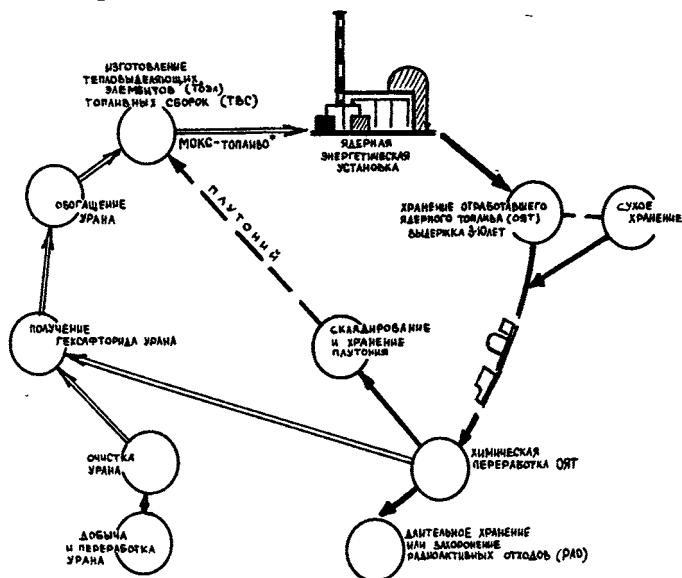 ИЗГОТОВЛЕНИЕ
ТЕПЛОВЫДЕЛЯЮЩИХ
ЭЛЕМЕНТОВ (ТВЭЛ)
ТОПЛИВНЫХ СБОРОК (ТВС)
МОКС-ТОПЛИВО*
ЯДЕРНАЯ
ЭНЕРГЕТИЧЕСКАЯ
УСТАНОВКА
ОБОГАЩЕНИЕ
УРАНА
ПЛУТОНИЙ
ХРАНЕНИЕ ОТРАБОТАВШЕГО
ЯДЕРНОГО ТОПЛИВА (ОЯТ)
ВЫДЕРЖКА 3-10 ЛЕТ
СУХОЕ
ХРАНЕНИЕ
ПОЛУЧЕНИЕ
ГЕКСАФТОРИДА УРАНА
СКЛАДИРОВАНИЕ
И ХРАНЕНИЕ
ПЛУТОНИЯ
ОЧИСТКА
УРАНА
ХИМИЧЕСКАЯ
ПЕРЕРАБОТКА ОЯТ
ДОБЫЧА
И ПЕРЕРАБОТКА
УРАНА
ДЛИТЕЛЬНОЕ ХРАНЕНИЕ
ИЛИ ЗАХОРОНЕНИЕ
РАДИОАКТИВНЫХ ОТХОДОВ (РАО)